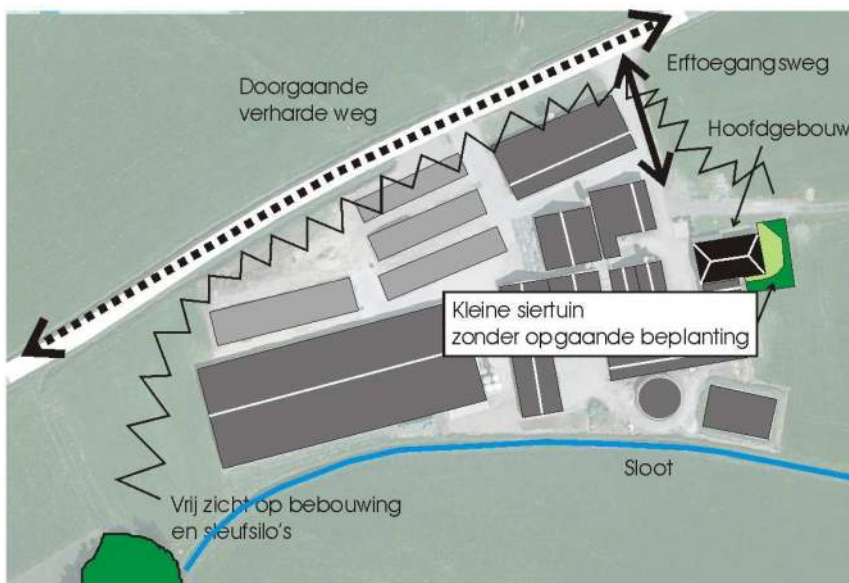 Doorgaande
verharde weg
Erftoegangsweg
Hoofdgebouw
Kleine siertuin
zonder opgaande beplanting
Sloot
Vrij zicht op bebouwing
en sleufsilo's